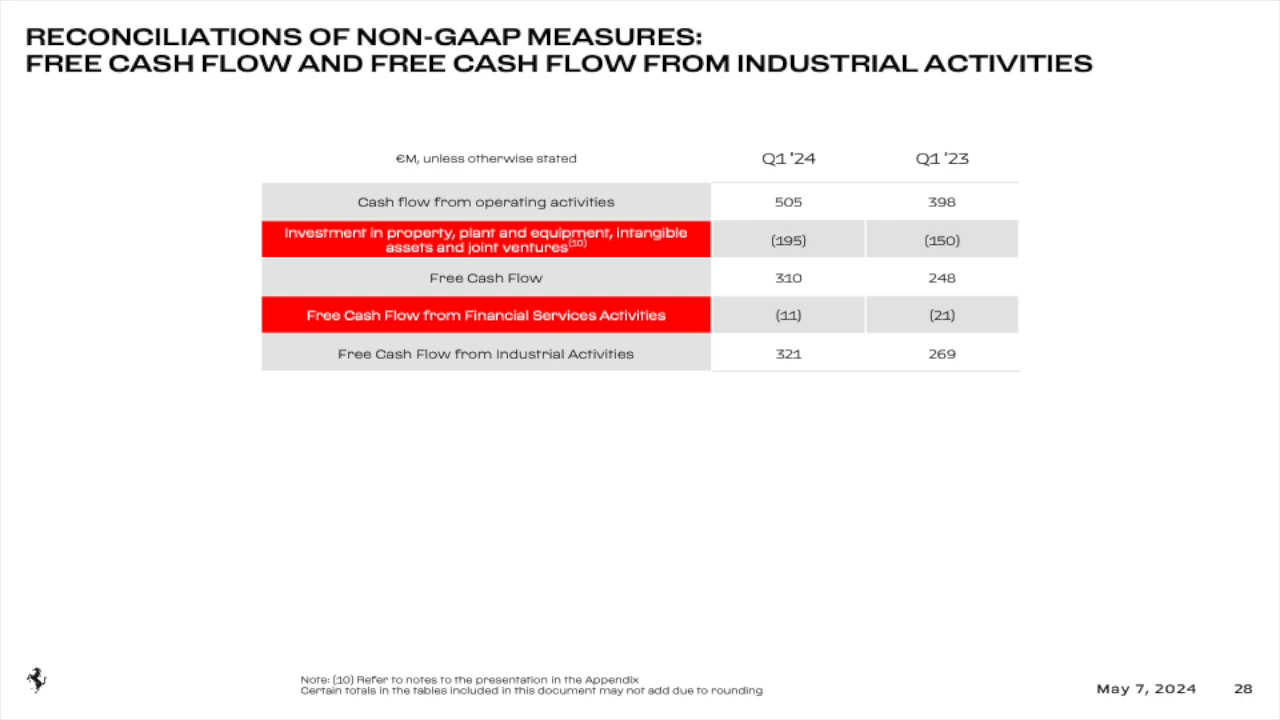 RECONCILIATIONS OF NON-GAAP MEASURES:
FREE CASH FLOW AND FREE CASH FLOW FROM INDUSTRIAL ACTIVITIES
€M, unless otherwise stated Q1 '24 Q1 '23
Cash flow from operating activities 505 398
Investment in property, plant and equipment, intangible
assets and joint ventures(10) (195) (150)
Free Cash Flow 310 248
Free Cash Flow from Financial Services Activities (11) (21)
Free Cash Flow from Industrial Activities 321 269
Note: (10) Refer to notes to the presentation in the Appendix
Certain totals in the tables included in this document may not add due to rounding
May 7, 2024 28